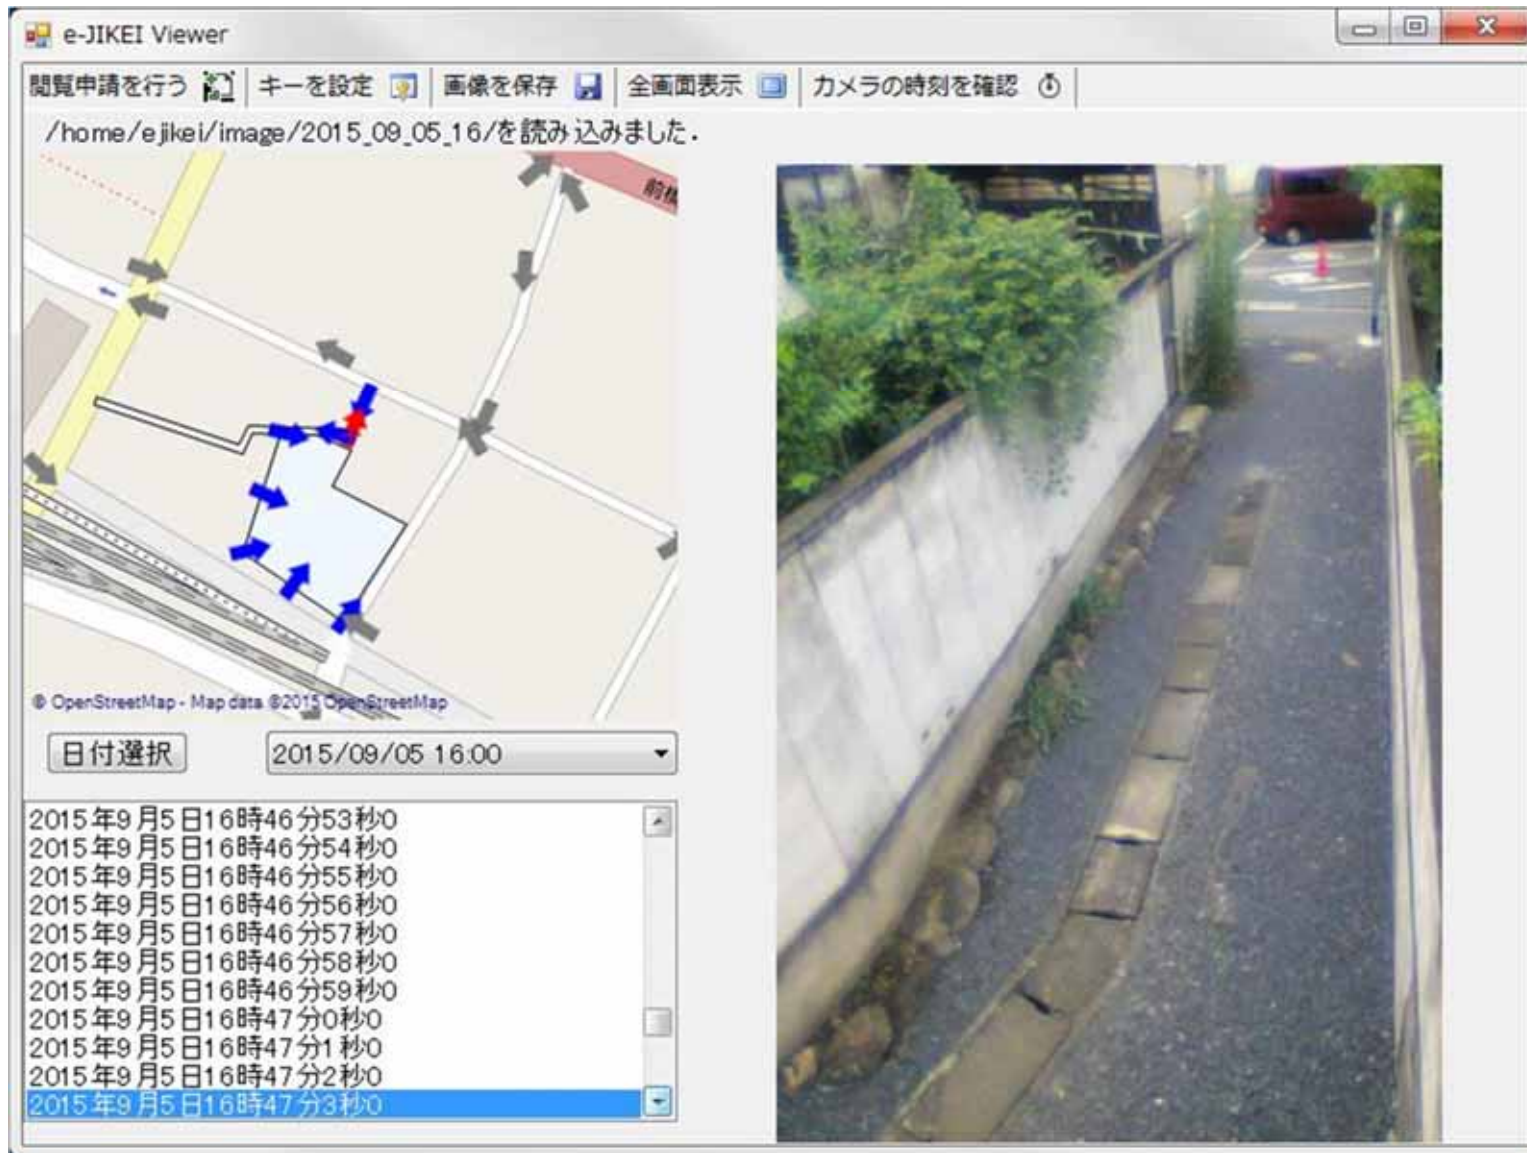 e-JIKEI Viewer
閲覧申請を行う キーを設定 画像を保存 全画面表示 カメラの時刻を確認
/home/ejikei/image/2015_09_05_16/を読み込みました.
前橋
© OpenStreetMap - Map data ©2015 OpenStreetMap
日付選択 2015/09/05 16:00
2015年9月5日16時46分53秒0
2015年9月5日16時46分54秒0
2015年9月5日16時46分55秒0
2015年9月5日16時46分56秒0
2015年9月5日16時46分57秒0
2015年9月5日16時46分58秒0
2015年9月5日16時46分59秒0
2015年9月5日16時47分0秒0
2015年9月5日16時47分1秒0
2015年9月5日16時47分2秒0
2015年9月5日16時47分3秒0